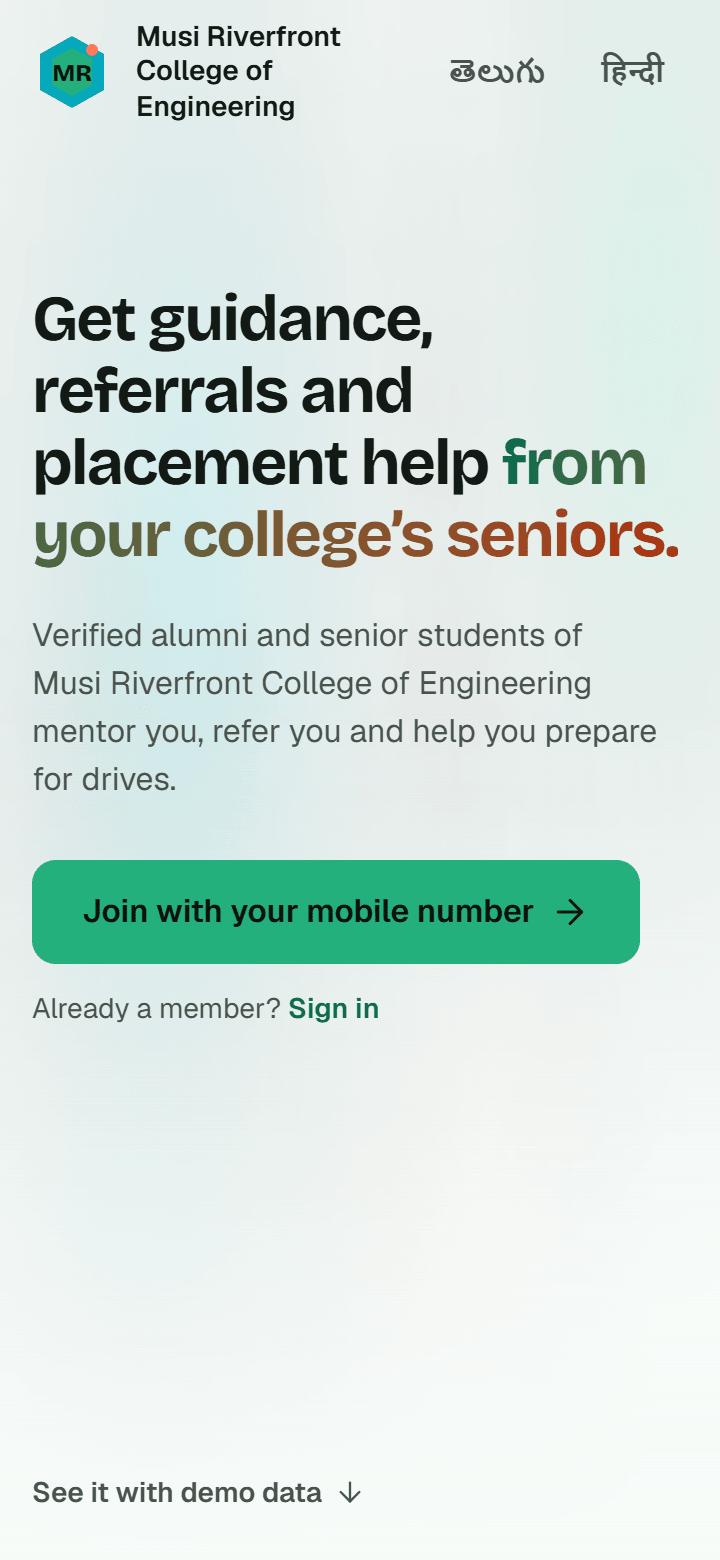 MR
Musi Riverfront
College of
Engineering
తెలుగు
हिन्दी
Get guidance,
referrals and
placement help from
your college’s seniors.
Verified alumni and senior students of
Musi Riverfront College of Engineering
mentor you, refer you and help you prepare
for drives.
Join with your mobile number →
Already a member? Sign in
See it with demo data ↓